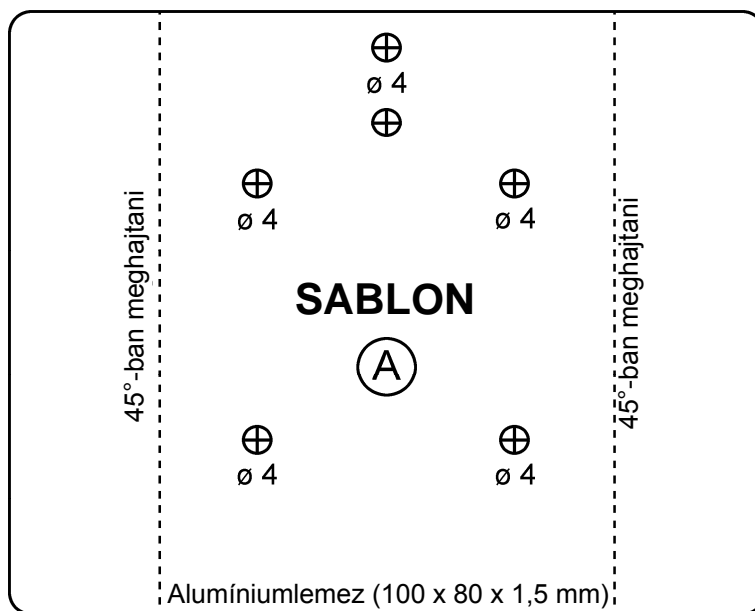 ø 4
ø 4
ø 4
45°-ban meghajtani
45°-ban meghajtani
SABLON
A
ø 4
ø 4
Alumíniumlemez (100 x 80 x 1,5 mm)